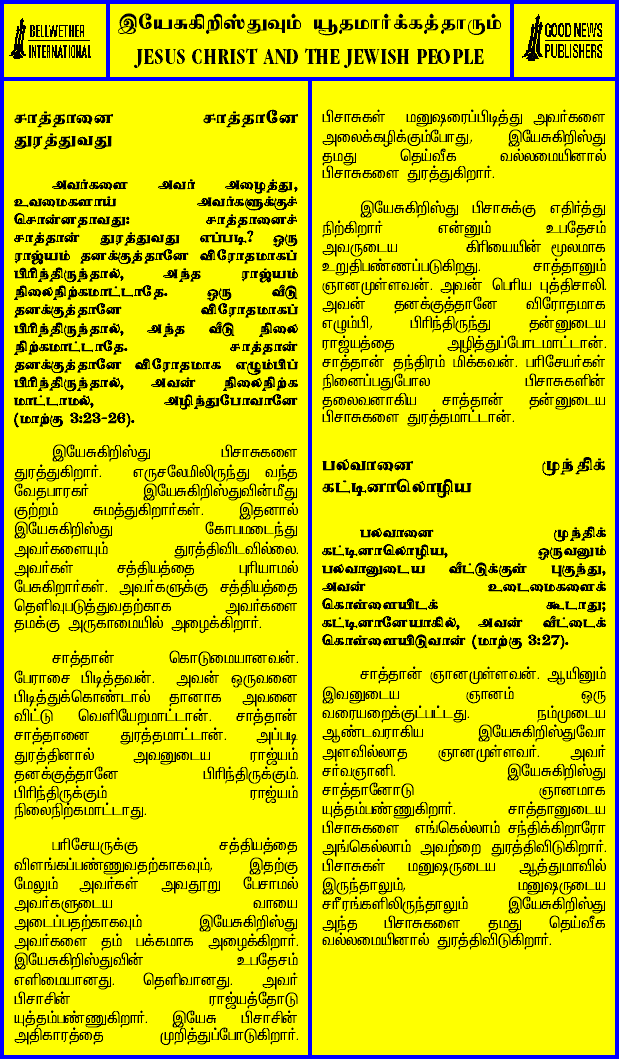 BELLWETHER
INTERNATIONAL
இயேசுகிறிஸ்துவும் யூதமார்க்கத்தாரும்
JESUS CHRIST AND THE JEWISH PEOPLE
GOOD NEWS
PUBLISHERS
சாத்தானை சாத்தானே
துரத்துவது
அவர்களை அவர் அழைத்து,
உவமைகளாய் அவர்களுக்குச்
சொன்னதாவது: சாத்தானைச்
சாத்தான் துரத்துவது எப்படி? ஒரு
ராஜ்யம் தனக்குத்தானே விரோதமாகப்
பிரிந்திருந்தால், அந்த ராஜ்யம்
நிலைநிற்கமாட்டாதே. ஒரு வீடு
தனக்குத்தானே விரோதமாகப்
பிரிந்திருந்தால், அந்த வீடு நிலை
நிற்கமாட்டாதே. சாத்தான்
தனக்குத்தானே விரோதமாக எழும்பிப்
பிரிந்திருந்தால், அவன் நிலைநிற்க
மாட்டாமல், அழிந்துபோவானே
(மாற்கு 3:23-26).
இயேசுகிறிஸ்து பிசாசுகளை
துரத்துகிறார். எருசலேமிலிருந்து வந்த
வேதபாரகர் இயேசுகிறிஸ்துவின்மீது
குற்றம் சுமத்துகிறார்கள். இதனால்
இயேசுகிறிஸ்து கோபமடைந்து
அவர்களையும் துரத்திவிடவில்லை.
அவர்கள் சத்தியத்தை புரியாமல்
பேசுகிறார்கள். அவர்களுக்கு சத்தியத்தை
தெளிவுபடுத்துவதற்காக அவர்களை
தமக்கு அருகாமையில் அழைக்கிறார்.
சாத்தான் கொடுமையானவன்.
பேராசை பிடித்தவன். அவன் ஒருவனை
பிடித்துக்கொண்டால் தானாக அவனை
விட்டு வெளியேறமாட்டான். சாத்தான்
சாத்தானை துரத்தமாட்டான். அப்படி
துரத்தினால் அவனுடைய ராஜ்யம்
தனக்குத்தானே பிரிந்திருக்கும்.
பிரிந்திருக்கும் ராஜ்யம்
நிலைநிற்கமாட்டாது.
பரிசேயருக்கு சத்தியத்தை
விளங்கப்பண்ணுவதற்காகவும், இதற்கு
மேலும் அவர்கள் அவதூறு பேசாமல்
அவர்களுடைய வாயை
அடைப்பதற்காகவும் இயேசுகிறிஸ்து
அவர்களை தம் பக்கமாக அழைக்கிறார்.
இயேசுகிறிஸ்துவின் உபதேசம்
எளிமையானது. தெளிவானது. அவர்
பிசாசின் ராஜ்யத்தோடு
யுத்தம்பண்ணுகிறார். இயேசு பிசாசின்
அதிகாரத்தை முறித்துப்போடுகிறார்.
பிசாசுகள் மனுஷரைப்பிடித்து அவர்களை
அலைக்கழிக்கும்போது, இயேசுகிறிஸ்து
தமது தெய்வீக வல்லமையினால்
பிசாசுகளை துரத்துகிறார்.
இயேசுகிறிஸ்து பிசாசுக்கு எதிர்த்து
நிற்கிறார் என்னும் உபதேசம்
அவருடைய கிரியையின் மூலமாக
உறுதிபண்ணப்படுகிறது. சாத்தானும்
ஞானமுள்ளவன். அவன் பெரிய புத்திசாலி.
அவன் தனக்குத்தானே விரோதமாக
எழும்பி, பிரிந்திருந்து தன்னுடைய
ராஜ்யத்தை அழித்துப்போடமாட்டான்.
சாத்தான் தந்திரம் மிக்கவன். பரிசேயர்கள்
நினைப்பதுபோல பிசாசுகளின்
தலைவனாகிய சாத்தான் தன்னுடைய
பிசாசுகளை துரத்தமாட்டான்.
பலவானை முந்திக்
கட்டினாலொழிய
பலவானை முந்திக்
கட்டினாலொழிய, ஒருவனும்
பலவானுடைய வீட்டுக்குள் புகுந்து,
அவன் உடைமைகளைக்
கொள்ளையிடக் கூடாது;
கட்டினானேயாகில், அவன் வீட்டைக்
கொள்ளையிடுவான் (மாற்கு 3:27).
சாத்தான் ஞானமுள்ளவன். ஆயினும்
இவனுடைய ஞானம் ஒரு
வரையறைக்குட்பட்டது. நம்முடைய
ஆண்டவராகிய இயேசுகிறிஸ்துவோ
அளவில்லாத ஞானமுள்ளவர். அவர்
சர்வஞானி. இயேசுகிறிஸ்து
சாத்தானோடு ஞானமாக
யுத்தம்பண்ணுகிறார். சாத்தானுடைய
பிசாசுகளை எங்கெல்லாம் சந்திக்கிறாரோ
அங்கெல்லாம் அவற்றை துரத்திவிடுகிறார்.
பிசாசுகள் மனுஷருடைய ஆத்துமாவில்
இருந்தாலும், மனுஷருடைய
சரீரங்களிலிருந்தாலும் இயேசுகிறிஸ்து
அந்த பிசாசுகளை தமது தெய்வீக
வல்லமையினால் துரத்திவிடுகிறார்.